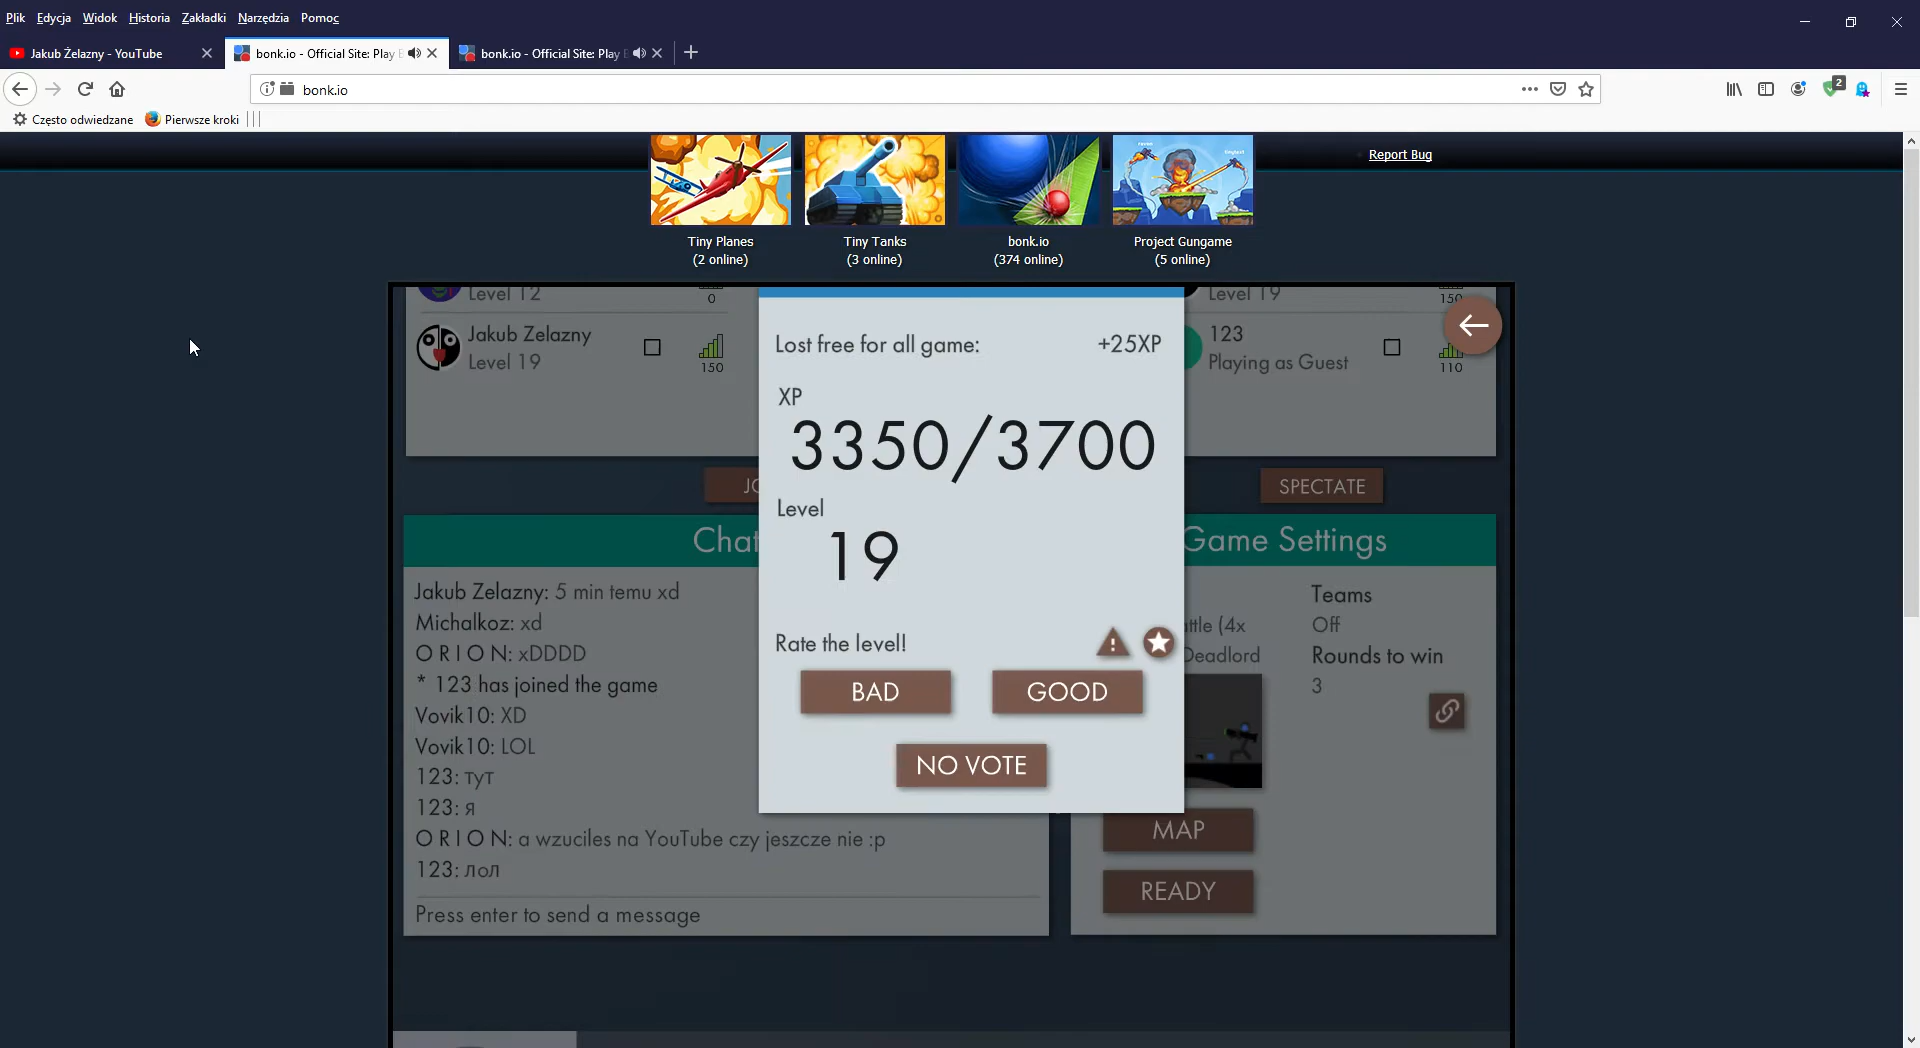 Plik Edycja Widok Historia Zakładki Narzędzia Pomoc
Jakub Żelazny - YouTube
bonk.io - Official Site: Play
bonk.io - Official Site: Play
bonk.io
2
Często odwiedzane Pierwsze kroki
Report Bug
Tiny Planes
(2 online)
Tiny Tanks
(3 online)
bonk.io
(374 online)
Project Gungame
(5 online)
Level 12
0
Jakub Zelazny
Level 19
150
Level 19
150
123
Playing as Guest
110
Lost free for all game: +25XP
XP
3350/3700
Level
19
Rate the level!
BAD GOOD
NO VOTE
SPECTATE
Chat
Jakub Zelazny: 5 min temu xd
Michalkoz: xd
O R I O N: xDDDD
* 123 has joined the game
Vovik10: XD
Vovik10: LOL
123: тут
123: я
O R I O N: a wzuciles na YouTube czy jeszcze nie :p
123: лол
Press enter to send a message
Game Settings
Teams
Off
Rounds to win
3
(4x
Deadlord
MAP
READY